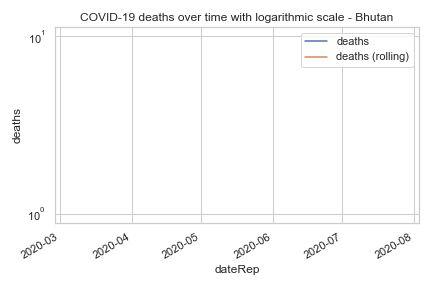 COVID-19 deaths over time with logarithmic scale - Bhutan
deaths
deaths (rolling)
10¹
deaths
10⁰
2020-03 2020-04 2020-05 2020-06 2020-07 2020-08
dateRep